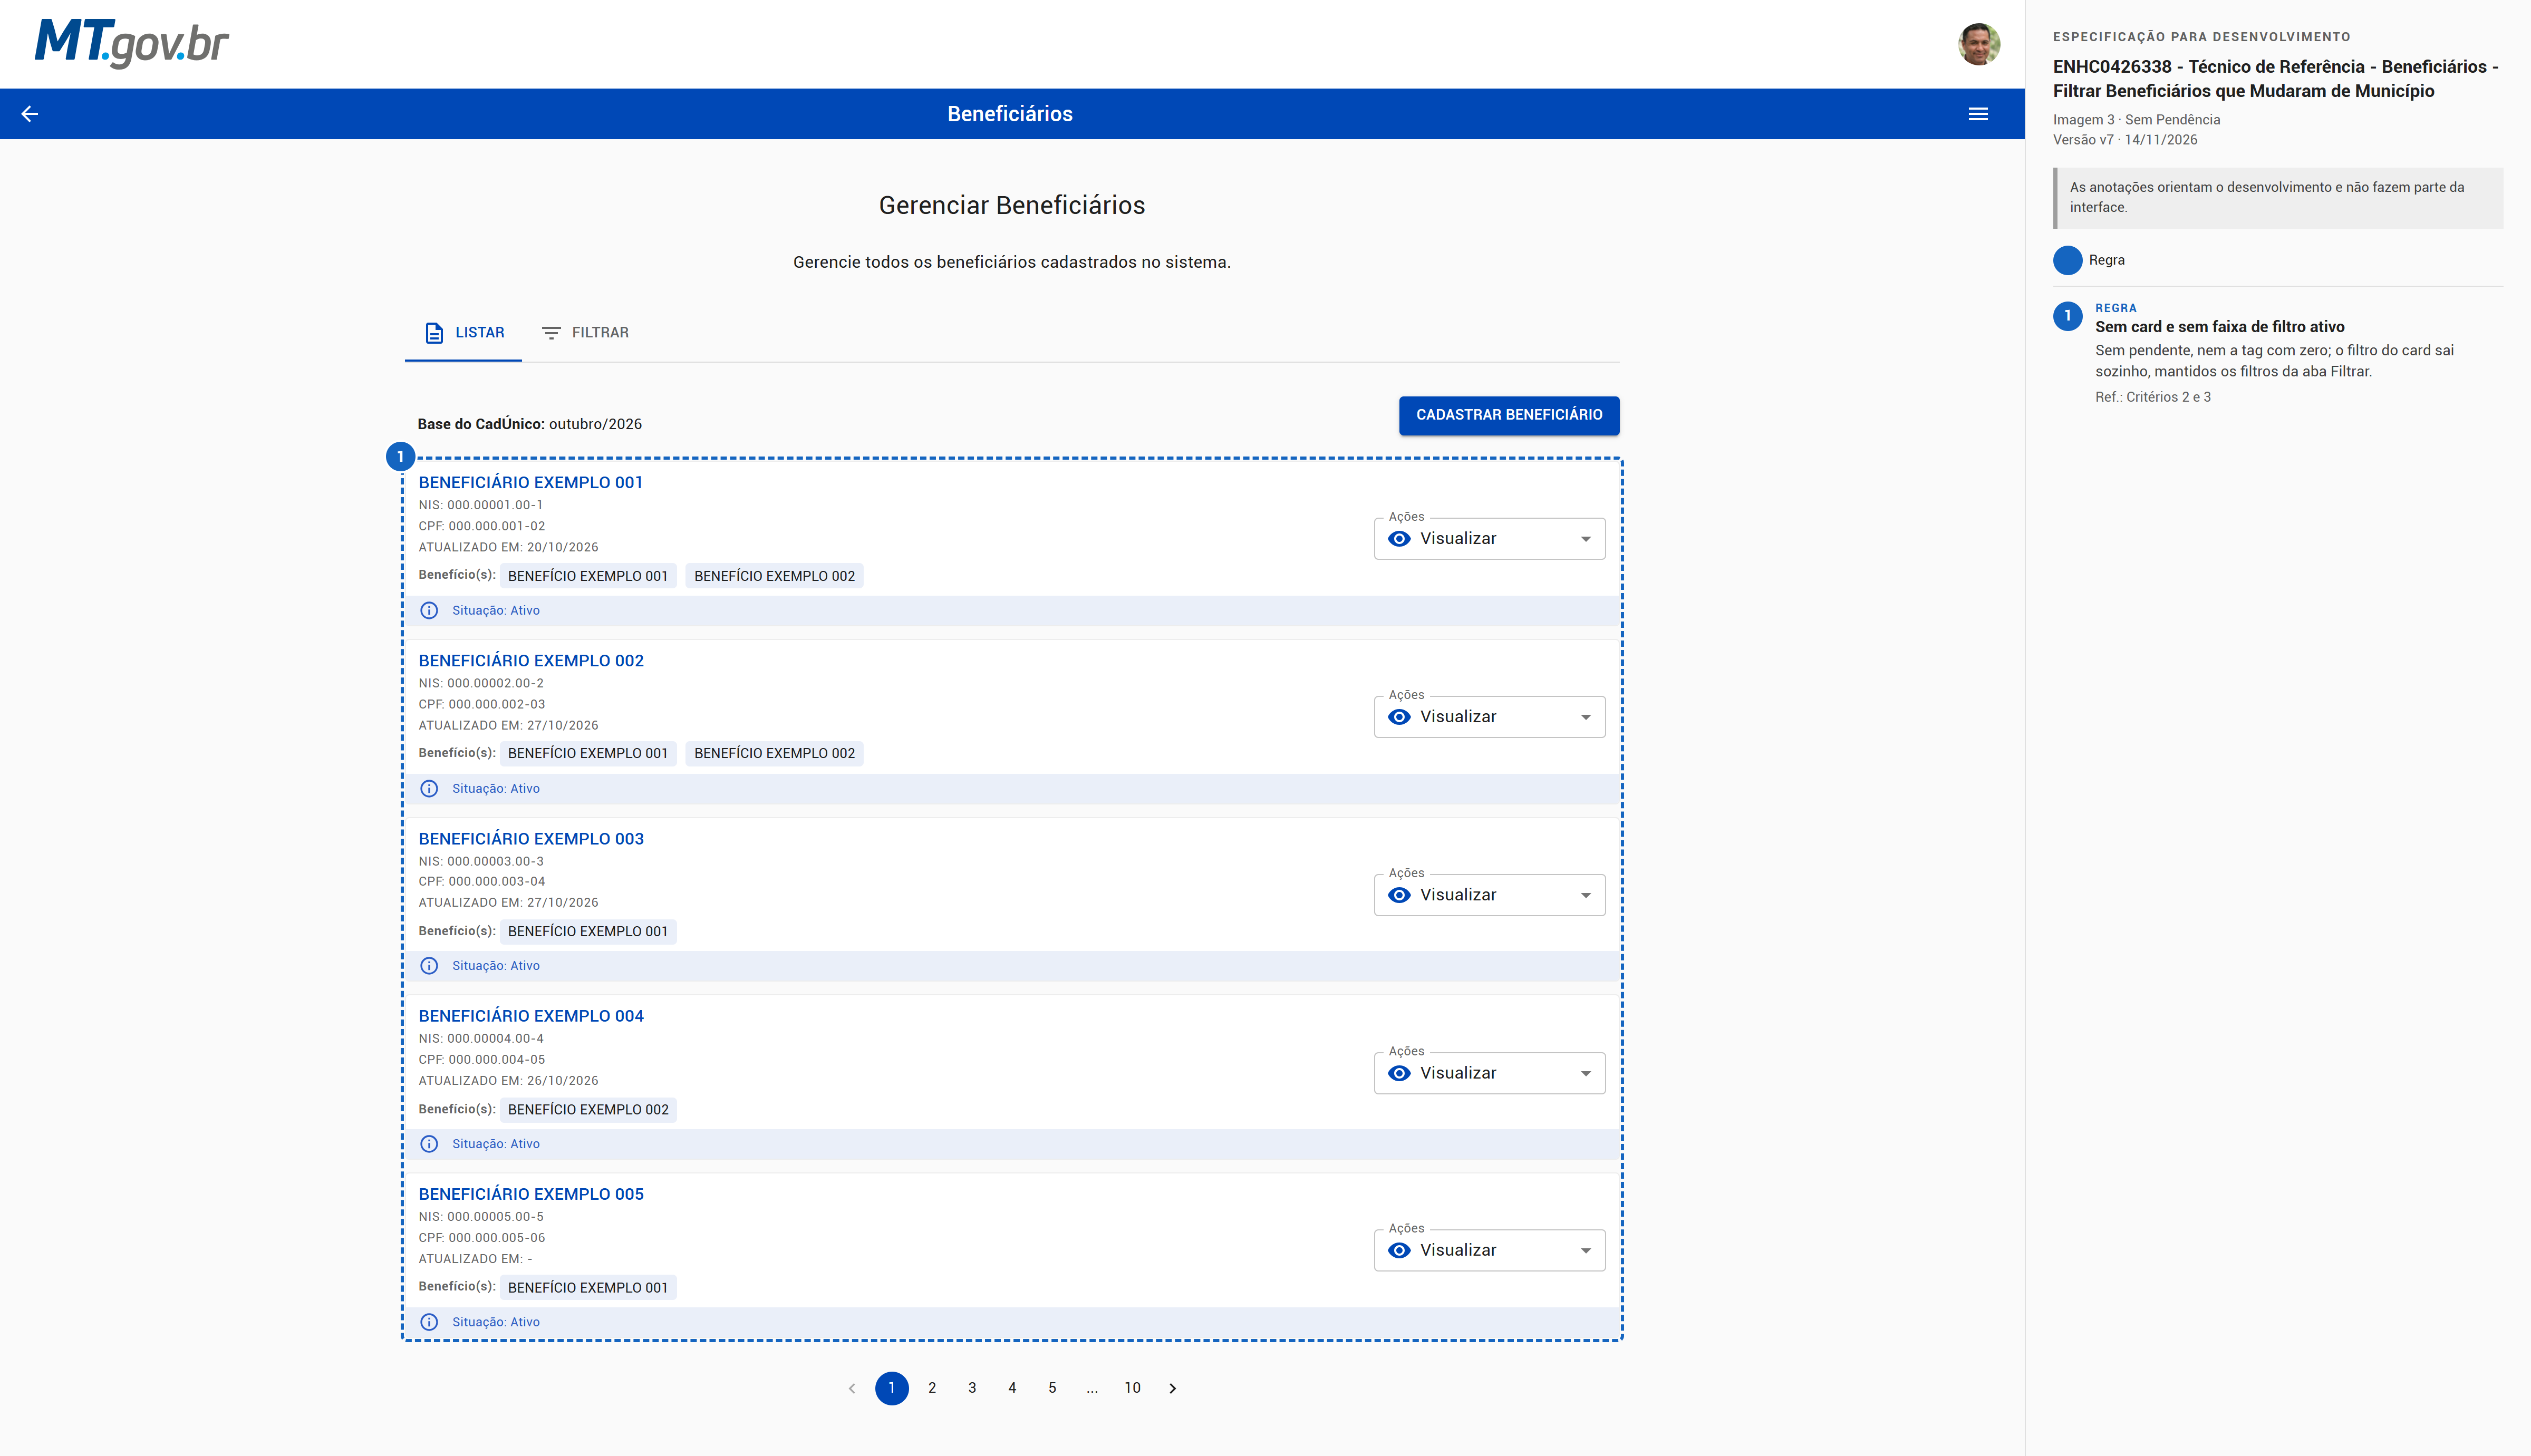 MT.gov.br
Beneficiários
Gerenciar Beneficiários
Gerencie todos os beneficiários cadastrados no sistema.
LISTAR
FILTRAR
Base do CadÚnico: outubro/2026
CADASTRAR BENEFICIÁRIO
1
BENEFICIÁRIO EXEMPLO 001
NIS: 000.00001.00-1
CPF: 000.000.001-02
ATUALIZADO EM: 20/10/2026
Benefício(s): BENEFÍCIO EXEMPLO 001 BENEFÍCIO EXEMPLO 002
Ações
Visualizar
Situação: Ativo
BENEFICIÁRIO EXEMPLO 002
NIS: 000.00002.00-2
CPF: 000.000.002-03
ATUALIZADO EM: 27/10/2026
Benefício(s): BENEFÍCIO EXEMPLO 001 BENEFÍCIO EXEMPLO 002
Ações
Visualizar
Situação: Ativo
BENEFICIÁRIO EXEMPLO 003
NIS: 000.00003.00-3
CPF: 000.000.003-04
ATUALIZADO EM: 27/10/2026
Benefício(s): BENEFÍCIO EXEMPLO 001
Ações
Visualizar
Situação: Ativo
BENEFICIÁRIO EXEMPLO 004
NIS: 000.00004.00-4
CPF: 000.000.004-05
ATUALIZADO EM: 26/10/2026
Benefício(s): BENEFÍCIO EXEMPLO 002
Ações
Visualizar
Situação: Ativo
BENEFICIÁRIO EXEMPLO 005
NIS: 000.00005.00-5
CPF: 000.000.005-06
ATUALIZADO EM: -
Benefício(s): BENEFÍCIO EXEMPLO 001
Ações
Visualizar
Situação: Ativo
1 2 3 4 5 ... 10
ESPECIFICAÇÃO PARA DESENVOLVIMENTO
ENHC0426338 - Técnico de Referência - Beneficiários -
Filtrar Beneficiários que Mudaram de Município
Imagem 3 · Sem Pendência
Versão v7 · 14/11/2026
As anotações orientam o desenvolvimento e não fazem parte da
interface.
Regra
1
REGRA
Sem card e sem faixa de filtro ativo
Sem pendente, nem a tag com zero; o filtro do card sai
sozinho, mantidos os filtros da aba Filtrar.
Ref.: Critérios 2 e 3